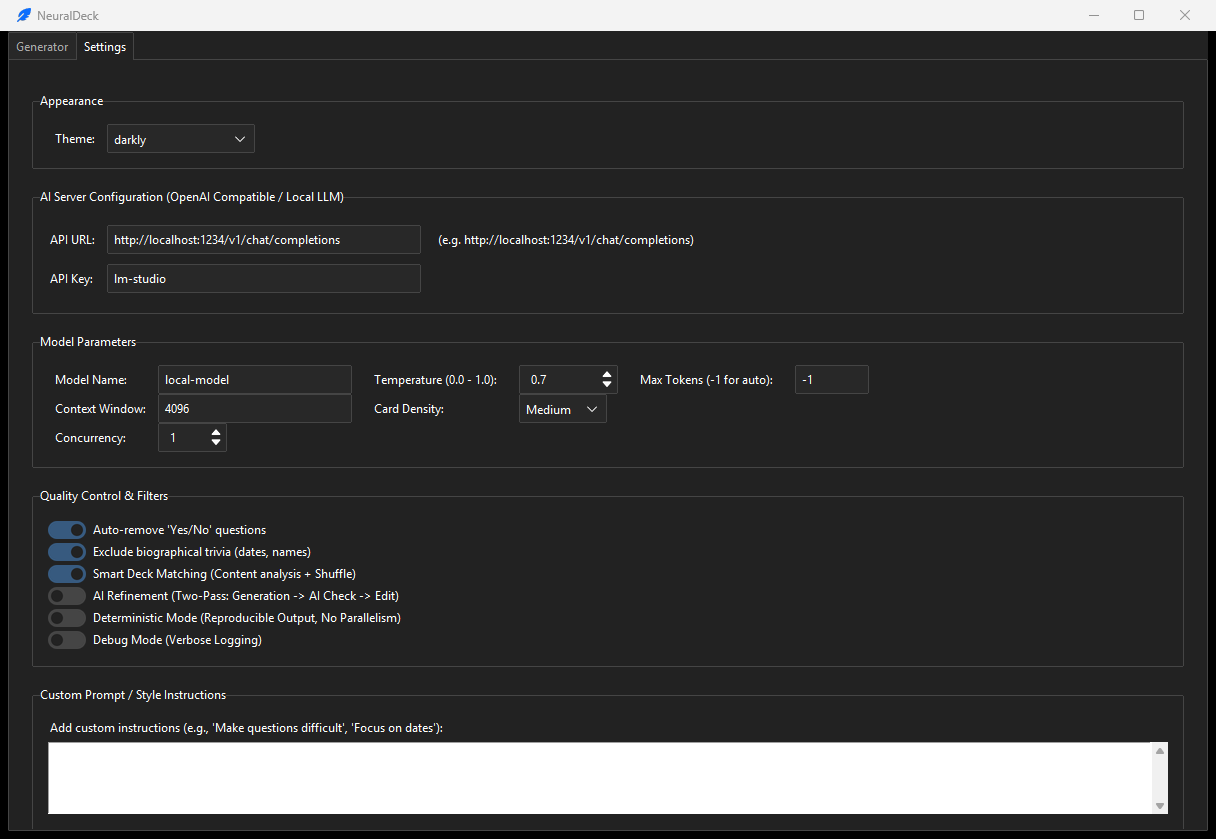 NeuralDeck
Generator Settings
Appearance
Theme: darkly
AI Server Configuration (OpenAI Compatible / Local LLM)
API URL: http://localhost:1234/v1/chat/completions (e.g. http://localhost:1234/v1/chat/completions)
API Key: lm-studio
Model Parameters
Model Name: local-model Temperature (0.0 - 1.0): 0.7 Max Tokens (-1 for auto): -1
Context Window: 4096 Card Density: Medium
Concurrency: 1
Quality Control & Filters
Auto-remove 'Yes/No' questions
Exclude biographical trivia (dates, names)
Smart Deck Matching (Content analysis + Shuffle)
AI Refinement (Two-Pass: Generation -> AI Check -> Edit)
Deterministic Mode (Reproducible Output, No Parallelism)
Debug Mode (Verbose Logging)
Custom Prompt / Style Instructions
Add custom instructions (e.g., 'Make questions difficult', 'Focus on dates'):